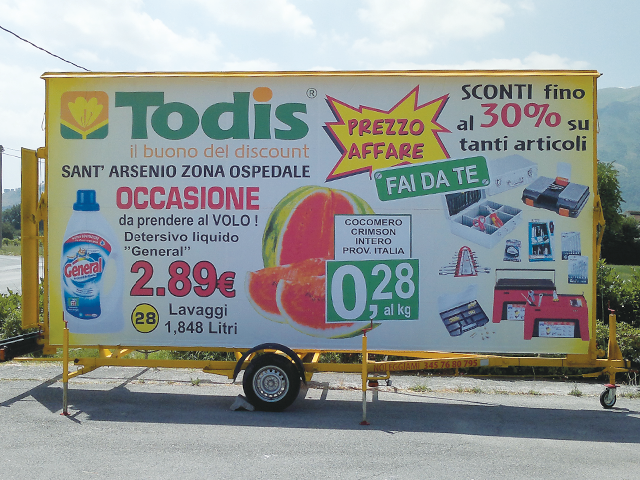 Todis®
il buono del discount
SANT' ARSENIO ZONA OSPEDALE
OCCASIONE
da prendere al VOLO !
Detersivo liquido
"General"
2.89€
28
Lavaggi
1,848 Litri
General
PREZZO
AFFARE
SCONTI fino
al 30% su
tanti articoli
FAI DA TE
COCOMERO
CRIMSON
INTERO
PROV. ITALIA
0,28
al kg